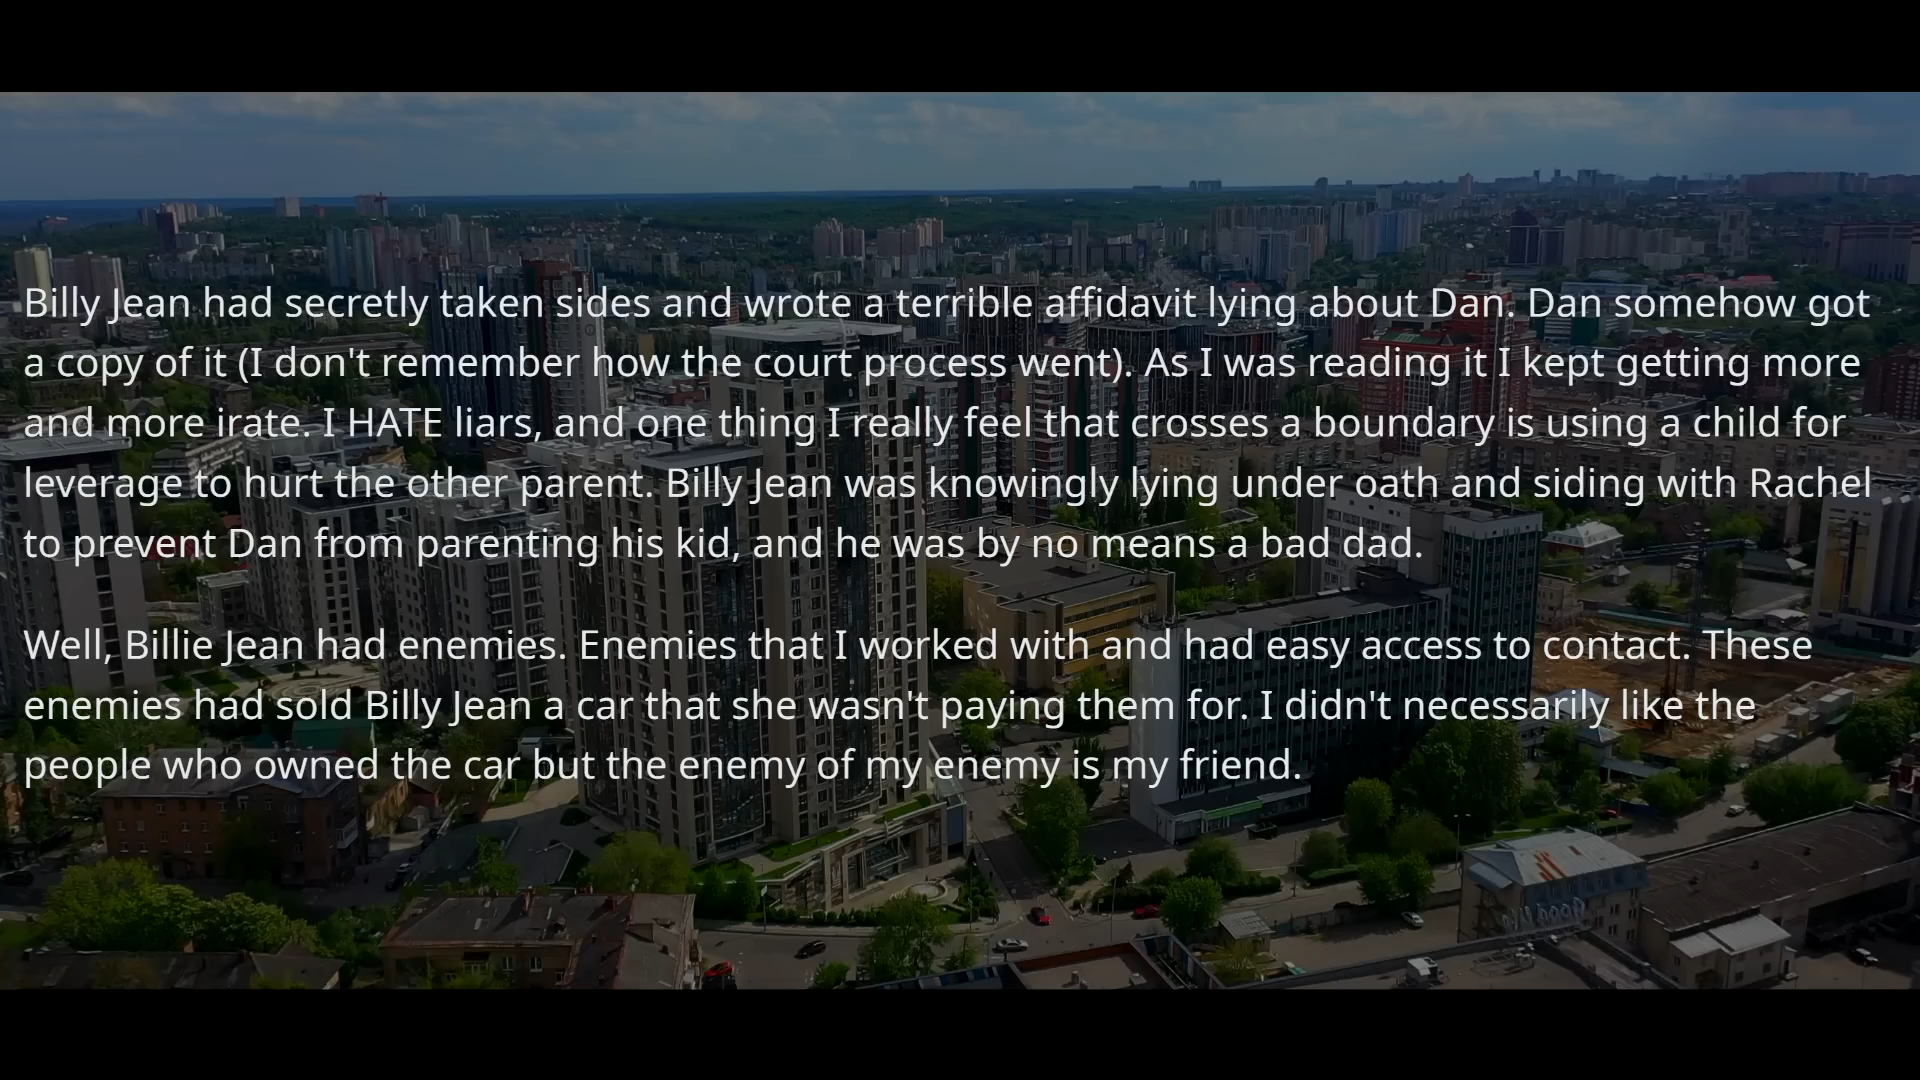 Billy Jean had secretly taken sides and wrote a terrible affidavit lying about Dan. Dan somehow got
a copy of it (I don't remember how the court process went). As I was reading it I kept getting more
and more irate. I HATE liars, and one thing I really feel that crosses a boundary is using a child for
leverage to hurt the other parent. Billy Jean was knowingly lying under oath and siding with Rachel
to prevent Dan from parenting his kid, and he was by no means a bad dad.
Well, Billie Jean had enemies. Enemies that I worked with and had easy access to contact. These
enemies had sold Billy Jean a car that she wasn't paying them for. I didn't necessarily like the
people who owned the car but the enemy of my enemy is my friend.